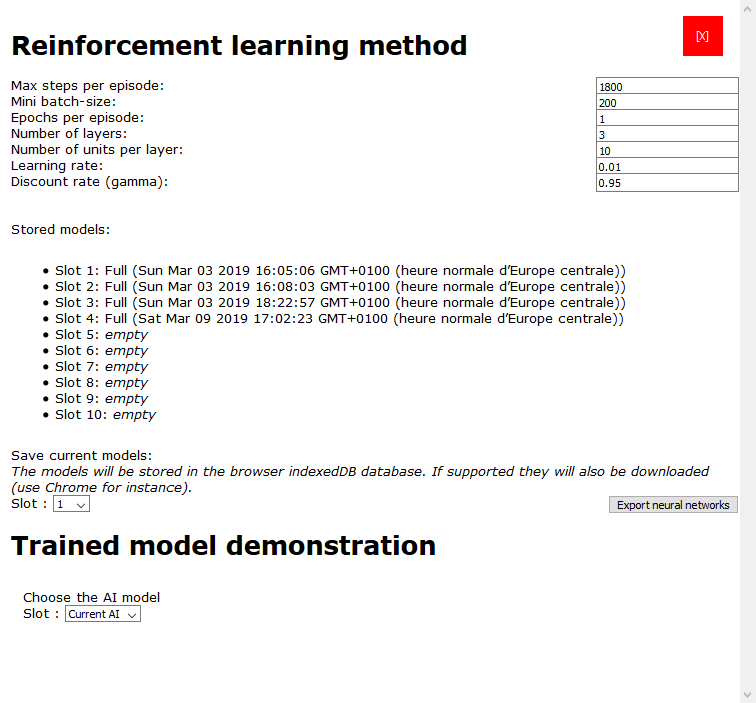 [X]
Reinforcement learning method
Max steps per episode: 1800
Mini batch-size: 200
Epochs per episode: 1
Number of layers: 3
Number of units per layer: 10
Learning rate: 0.01
Discount rate (gamma): 0.95
Stored models:
• Slot 1: Full (Sun Mar 03 2019 16:05:06 GMT+0100 (heure normale d’Europe centrale))
• Slot 2: Full (Sun Mar 03 2019 16:08:03 GMT+0100 (heure normale d’Europe centrale))
• Slot 3: Full (Sun Mar 03 2019 18:22:57 GMT+0100 (heure normale d’Europe centrale))
• Slot 4: Full (Sat Mar 09 2019 17:02:23 GMT+0100 (heure normale d’Europe centrale))
• Slot 5: empty
• Slot 6: empty
• Slot 7: empty
• Slot 8: empty
• Slot 9: empty
• Slot 10: empty
Save current models:
The models will be stored in the browser indexedDB database. If supported they will also be downloaded
(use Chrome for instance).
Slot : 1 Export neural networks
Trained model demonstration
Choose the AI model
Slot : Current AI